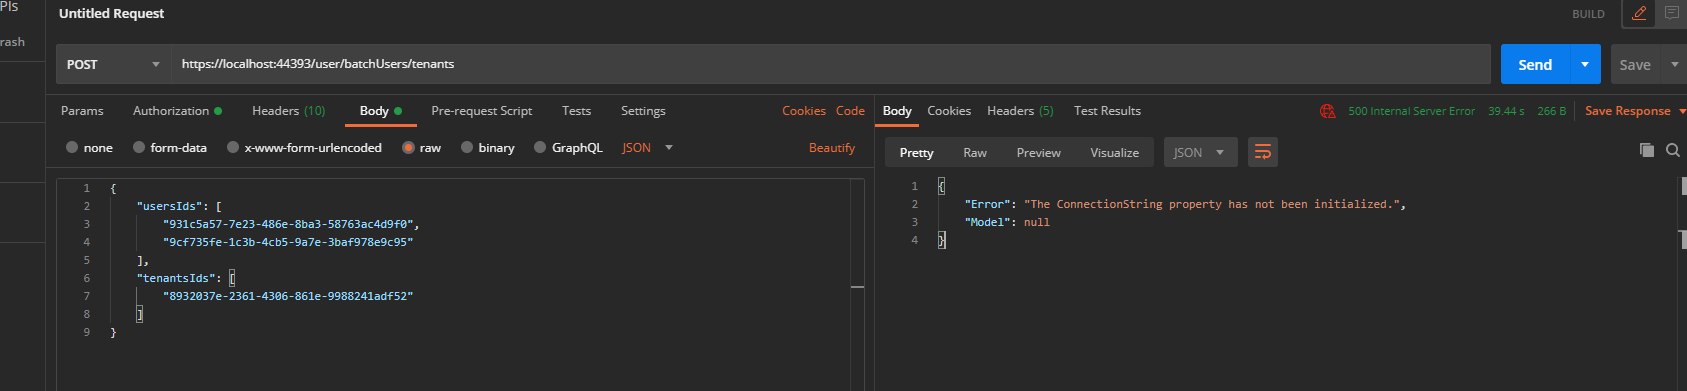 PIs
Untitled Request
BUILD
rash
POST
https://localhost:44393/user/batchUsers/tenants
Send
Save
Params Authorization Headers (10) Body Pre-request Script Tests Settings Cookies Code
none form-data x-www-form-urlencoded raw binary GraphQL JSON Beautify
1 {
2 "usersIds": [
3 "931c5a57-7e23-486e-8ba3-58763ac4d9f0",
4 "9cf735fe-1c3b-4cb5-9a7e-3baf978e9c95"
5 ],
6 "tenantsIds": [
7 "8932037e-2361-4306-861e-9988241adf52"
8 ]
9 }
Body Cookies Headers (5) Test Results 500 Internal Server Error 39.44 s 266 B Save Response
Pretty Raw Preview Visualize JSON
1 {
2 "Error": "The ConnectionString property has not been initialized.",
3 "Model": null
4 }